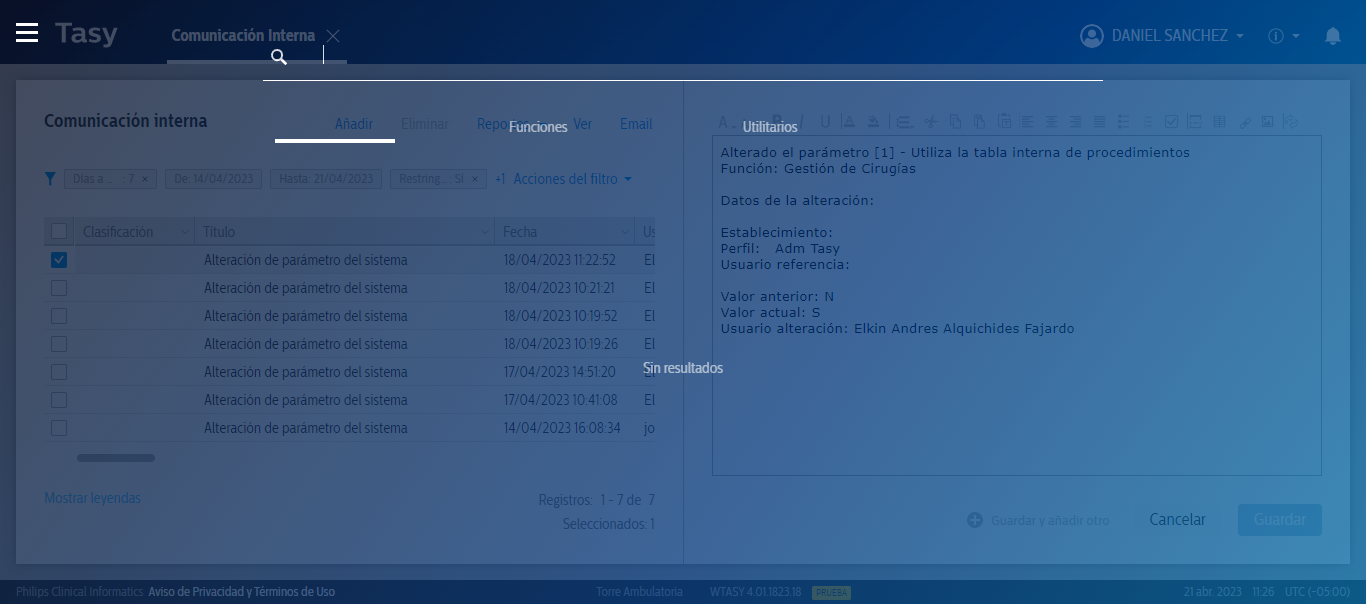 Tasy
Comunicación Interna
DANIEL SANCHEZ
Comunicación interna
Añadir Eliminar Ver Email
Funciones Utilitarios
Días a ... : 7 × De: 14/04/2023 Hasta: 21/04/2023 Restring... : Sí × +1 Acciones del filtro
Clasificación Título Fecha Us
Alteración de parámetro del sistema 18/04/2023 11:22:52 El
Alteración de parámetro del sistema 18/04/2023 10:21:21 El
Alteración de parámetro del sistema 18/04/2023 10:19:52 El
Alteración de parámetro del sistema 18/04/2023 10:19:26 El
Alteración de parámetro del sistema 17/04/2023 14:51:20
Alteración de parámetro del sistema 17/04/2023 10:41:08 El
Alteración de parámetro del sistema 14/04/2023 16:08:34 jo
Sin resultados
Mostrar leyendas
Registros: 1 - 7 de 7
Seleccionados: 1
Alterado el parámetro [1] - Utiliza la tabla interna de procedimientos
Función: Gestión de Cirugías
Datos de la alteración:
Establecimiento:
Perfil: Adm Tasy
Usuario referencia:
Valor anterior: N
Valor actual: S
Usuario alteración: Elkin Andres Alquichides Fajardo
Guardar y añadir otro Cancelar Guardar
Philips Clinical Informatics Aviso de Privacidad y Términos de Uso Torre Ambulatoria WTASY 4.01.1823.18 PRUEBA 21 abr. 2023 11:26 UTC (-05:00)